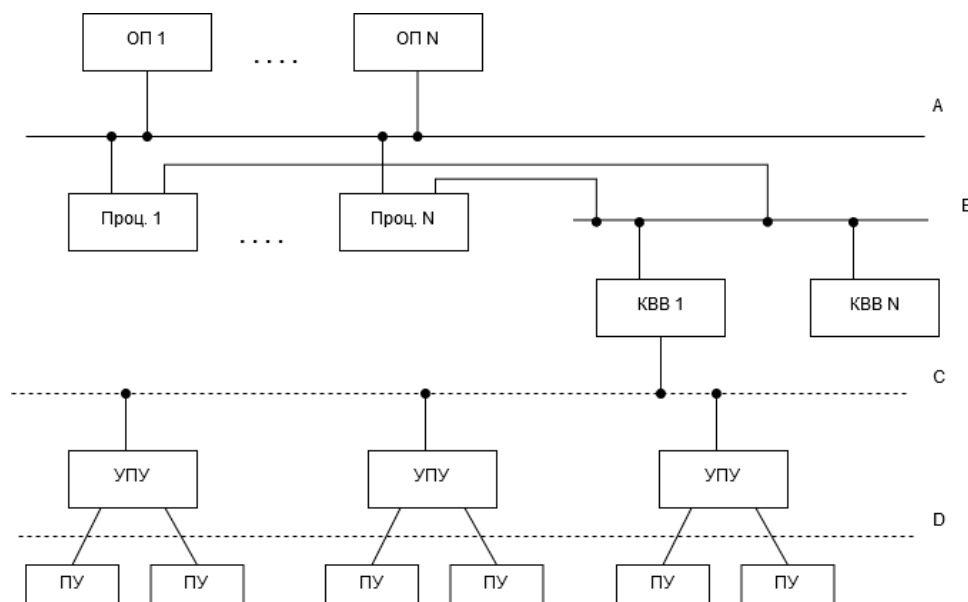 ОП 1
. . . .
ОП N
A
Проц. 1
. . . .
Проц. N
B
КВВ 1
КВВ N
C
УПУ
УПУ
УПУ
D
ПУ
ПУ
ПУ
ПУ
ПУ
ПУ